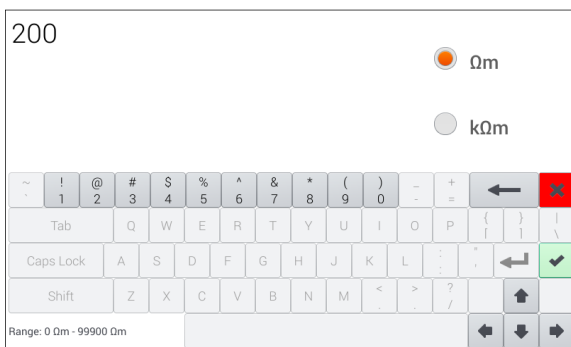 200
Ωm
kΩm
~ ! @ # $ % ^ & * ( ) _ +
` 1 2 3 4 5 6 7 8 9 0 - =
Tab Q W E R T Y U I O P { } |
[ ] \
Caps Lock A S D F G H J K L : "
; '
Shift Z X C V B N M < > ?
, . /
Range: 0 Ωm - 99900 Ωm